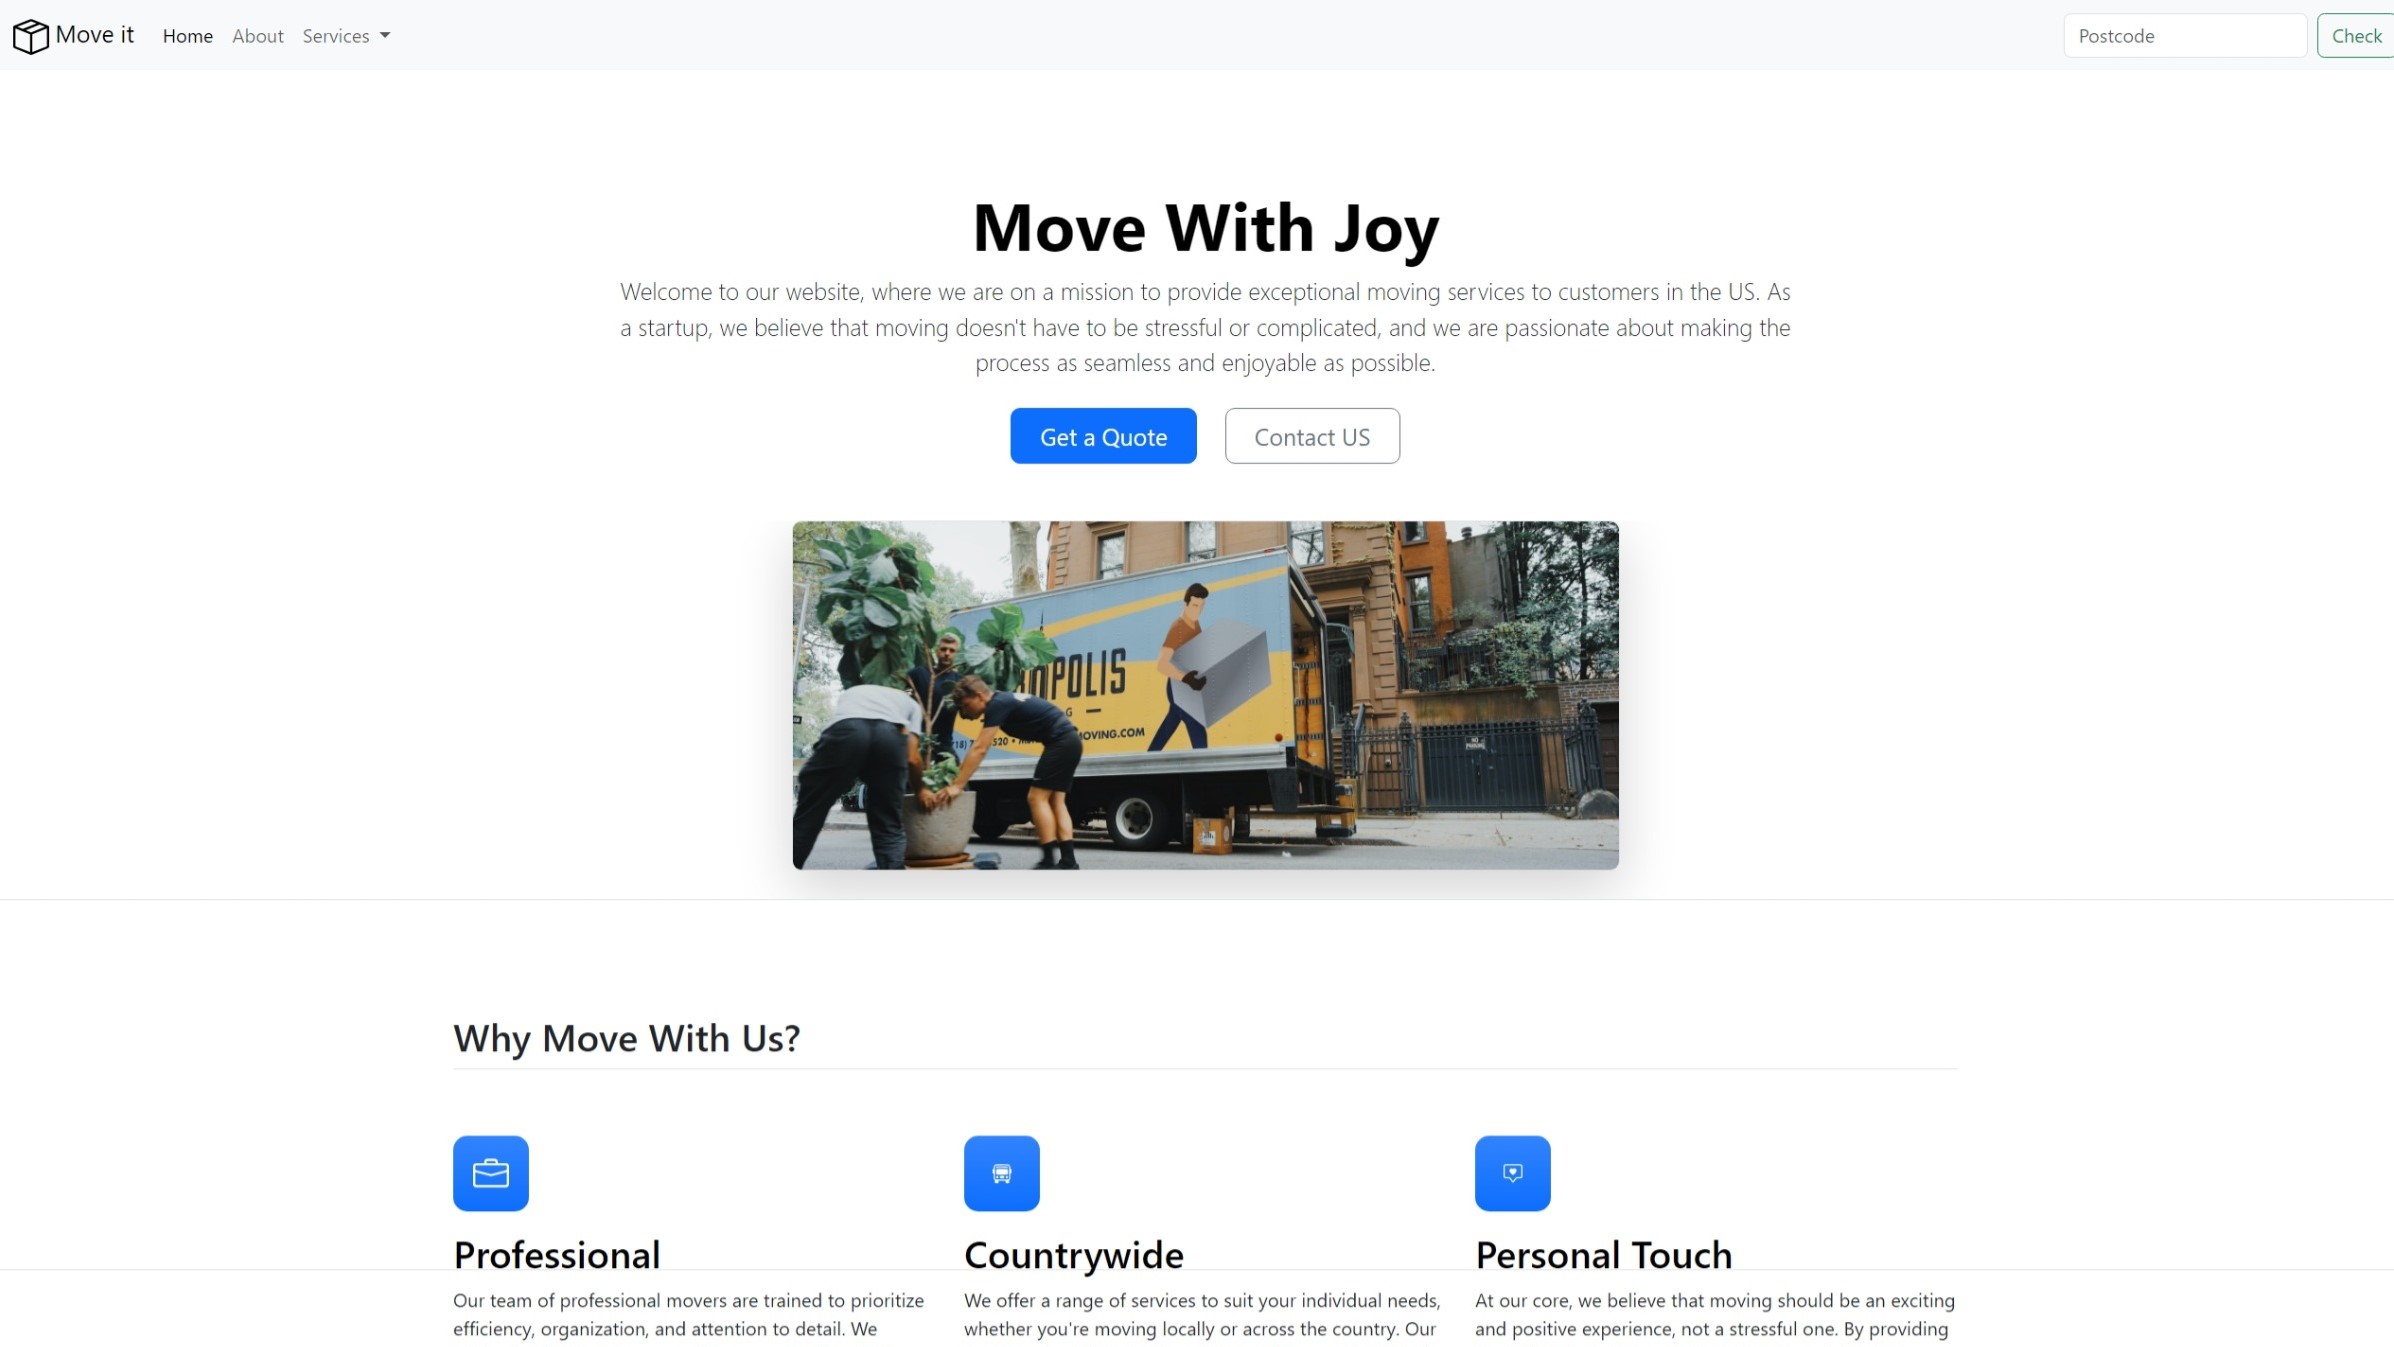 Move it
Home
About
Services
Postcode
Check
Move With Joy
Welcome to our website, where we are on a mission to provide exceptional moving services to customers in the US. As
a startup, we believe that moving doesn't have to be stressful or complicated, and we are passionate about making the
process as seamless and enjoyable as possible.
Get a Quote
Contact US
OPOLIS
G
OVING.COM
NO
Why Move With Us?
Professional
Our team of professional movers are trained to prioritize
efficiency, organization, and attention to detail. We
Countrywide
We offer a range of services to suit your individual needs,
whether you're moving locally or across the country. Our
Personal Touch
At our core, we believe that moving should be an exciting
and positive experience, not a stressful one. By providing